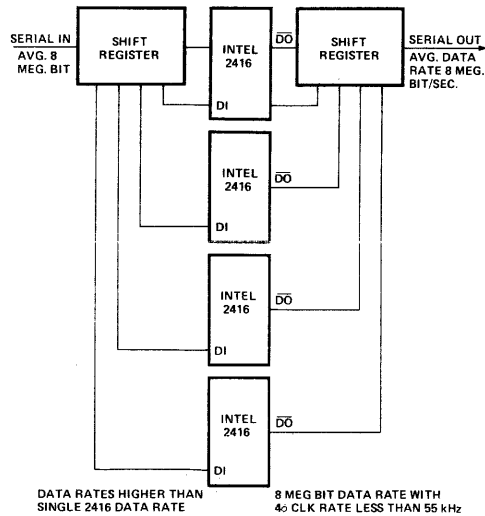 SERIAL IN
AVG. 8
MEG. BIT
SHIFT
REGISTER
INTEL
2416
DI
DO
SHIFT
REGISTER
SERIAL OUT
AVG. DATA
RATE 8 MEG.
BIT/SEC.
INTEL
2416
DO
DI
INTEL
2416
DO
DI
INTEL
2416
DO
DI
DATA RATES HIGHER THAN
SINGLE 2416 DATA RATE
8 MEG BIT DATA RATE WITH
4ϕ CLK RATE LESS THAN 55 kHz